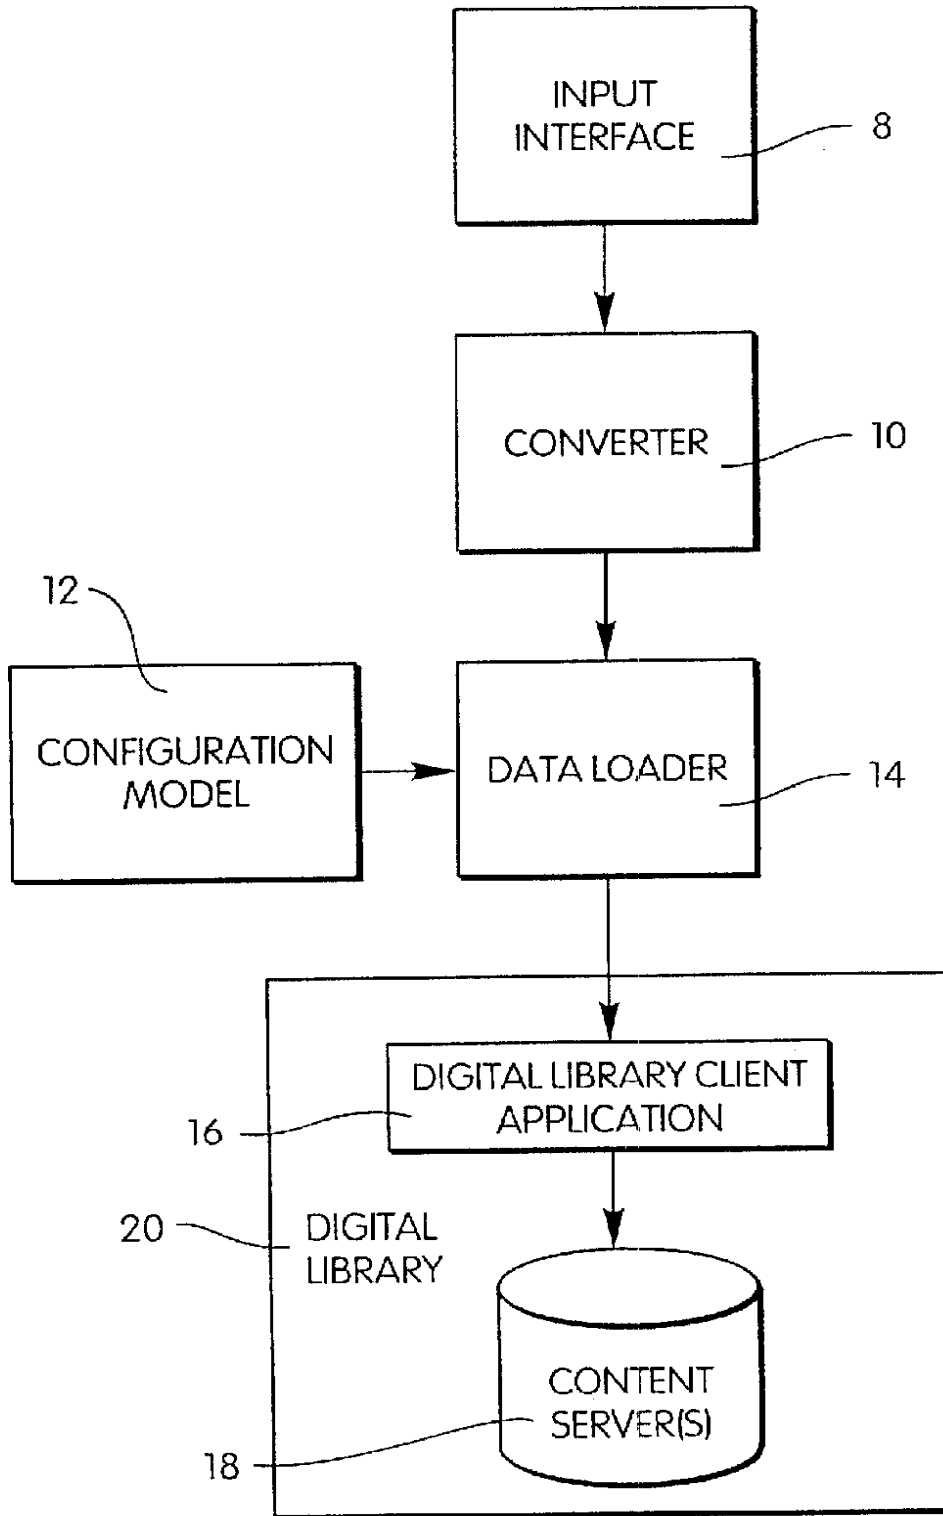 INPUT
INTERFACE
8
CONVERTER
10
12
CONFIGURATION
MODEL
DATA LOADER
14
DIGITAL LIBRARY CLIENT
APPLICATION
16
20
DIGITAL
LIBRARY
CONTENT
SERVER(S)
18